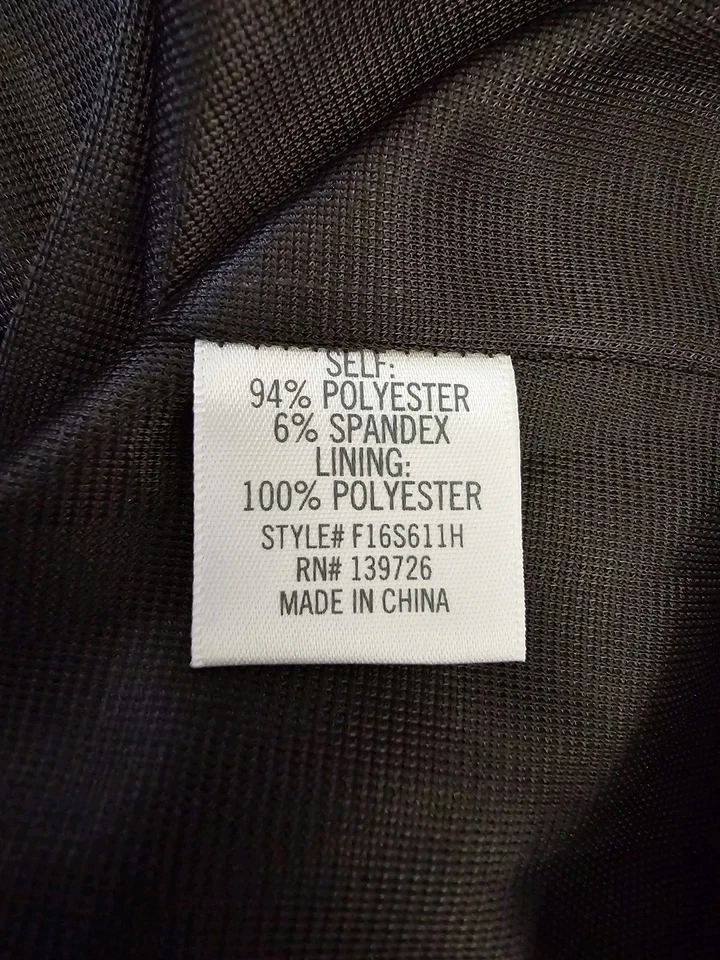 SELF:
94% POLYESTER
6% SPANDEX
LINING:
100% POLYESTER
STYLE# F16S611H
RN# 139726
MADE IN CHINA